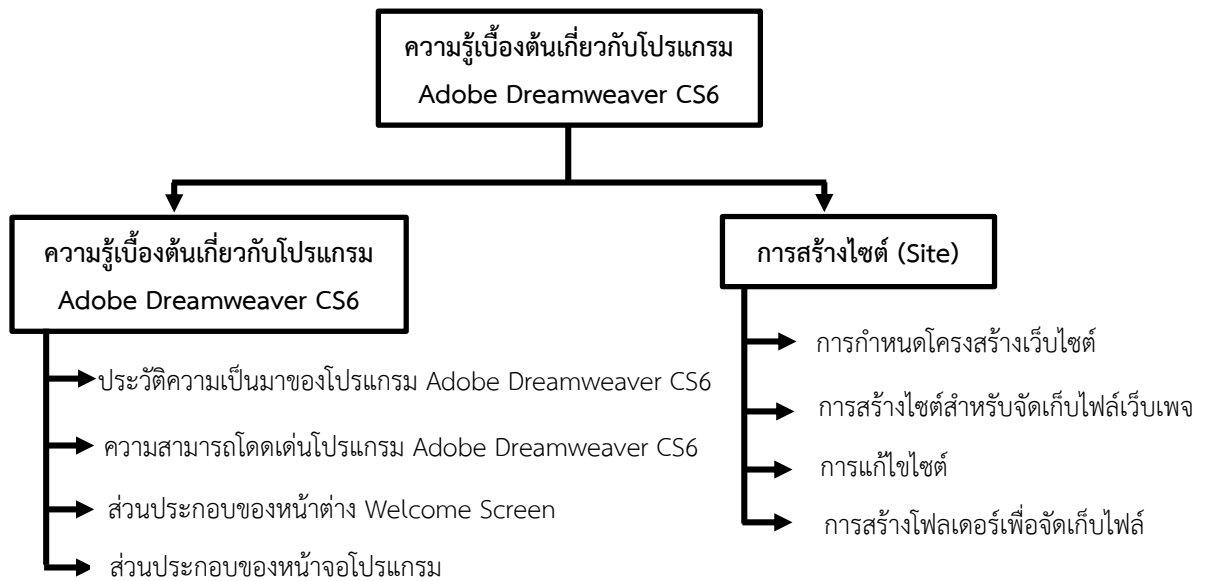 ความรู้เบื้องต้นเกี่ยวกับโปรแกรม
Adobe Dreamweaver CS6
ความรู้เบื้องต้นเกี่ยวกับโปรแกรม
Adobe Dreamweaver CS6
ประวัติความเป็นมาของโปรแกรม Adobe Dreamweaver CS6
ความสามารถโดดเด่นโปรแกรม Adobe Dreamweaver CS6
ส่วนประกอบของหน้าต่าง Welcome Screen
ส่วนประกอบของหน้าจอโปรแกรม
การสร้างไซต์ (Site)
การกำหนดโครงสร้างเว็บไซต์
การสร้างไซต์สำหรับจัดเก็บไฟล์เว็บเพจ
การแก้ไขไซต์
การสร้างโฟลเดอร์เพื่อจัดเก็บไฟล์